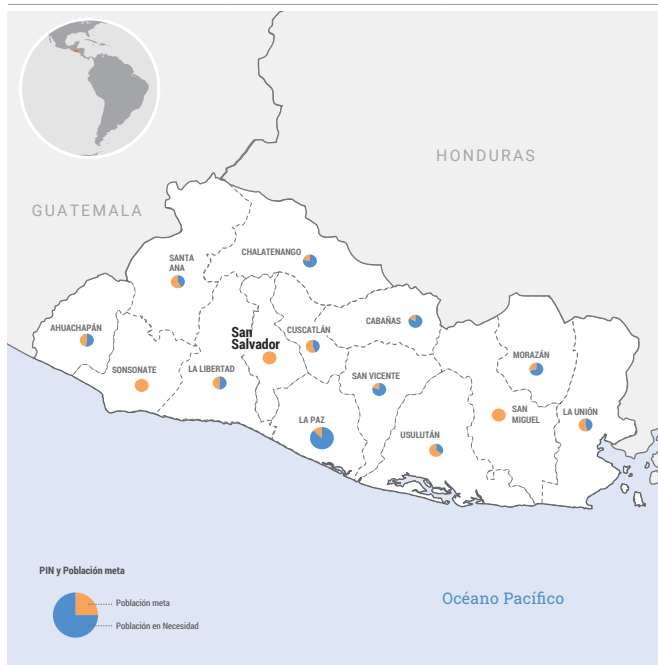 HONDURAS
GUATEMALA
CHALATENANGO
SANTA
ANA
AHUACHAPÁN
SONSONATE
LA LIBERTAD
San
Salvador
CUSCATLÁN
CABAÑAS
SAN VICENTE
LA PAZ
USULUTÁN
MORAZÁN
SAN
MIGUEL
LA UNIÓN
PIN y Población meta
Población meta
Población en Necesidad
Océano Pacífico